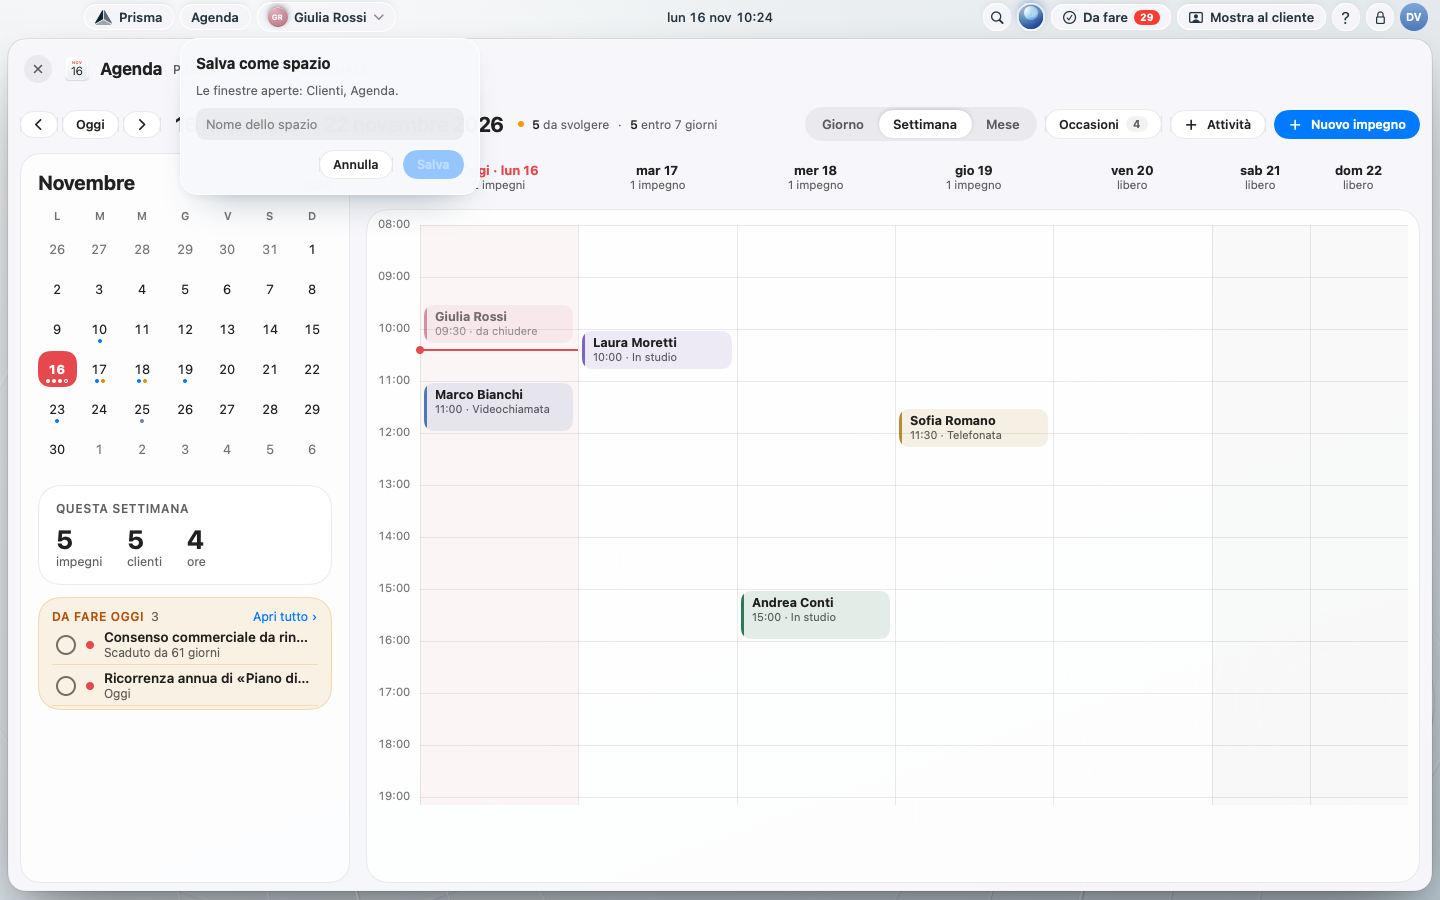 Prisma
Agenda
GR Giulia Rossi
lun 16 nov 10:24
Da fare 29
Mostra al cliente
?
DV
Salva come spazio
Le finestre aperte: Clienti, Agenda.
Nome dello spazio
Annulla
Salva
NOV
16
Agenda
Oggi
22 novembre 2026
5 da svolgere · 5 entro 7 giorni
Giorno
Settimana
Mese
Occasioni 4
+ Attività
+ Nuovo impegno
Novembre
L M M G V S D
26 27 28 29 30 31 1
2 3 4 5 6 7 8
9 10 11 12 13 14 15
16 17 18 19 20 21 22
23 24 25 26 27 28 29
30 1 2 3 4 5 6
QUESTA SETTIMANA
5 5 4
impegni clienti ore
DA FARE OGGI 3
Apri tutto ›
Consenso commerciale da rin...
Scaduto da 61 giorni
Ricorrenza annua di «Piano di...
Oggi
gi · lun 16
impegni
mar 17
1 impegno
mer 18
1 impegno
gio 19
1 impegno
ven 20
libero
sab 21
libero
dom 22
libero
08:00
09:00
10:00
11:00
12:00
13:00
14:00
15:00
16:00
17:00
18:00
19:00
Giulia Rossi
09:30 · da chiudere
Marco Bianchi
11:00 · Videochiamata
Laura Moretti
10:00 · In studio
Andrea Conti
15:00 · In studio
Sofia Romano
11:30 · Telefonata